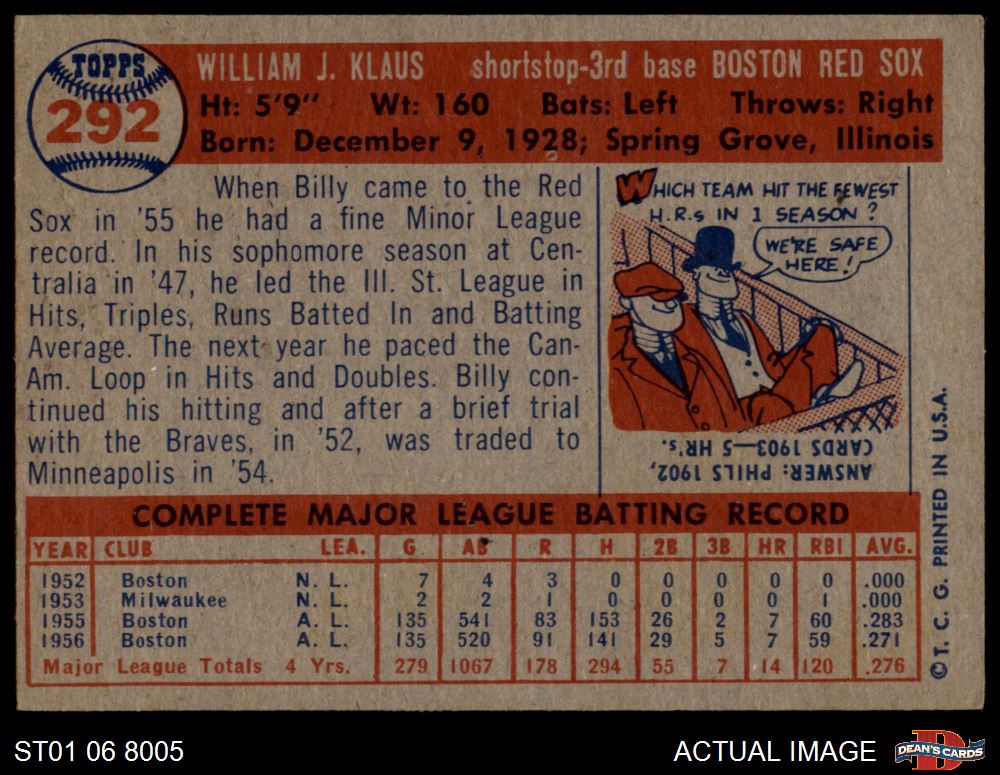 TOPPS
292
WILLIAM J. KLAUS shortstop-3rd base BOSTON RED SOX
Ht: 5'9" Wt: 160 Bats: Left Throws: Right
Born: December 9, 1928; Spring Grove, Illinois
When Billy came to the Red
Sox in '55 he had a fine Minor League
record. In his sophomore season at Cen-
tralia in '47, he led the Ill. St. League in
Hits, Triples, Runs Batted In and Batting
Average. The next year he paced the Can-
Am. Loop in Hits and Doubles. Billy con-
tinued his hitting and after a brief trial
with the Braves, in '52, was traded to
Minneapolis in '54.
WHICH TEAM HIT THE FEWEST
H.R.s IN 1 SEASON?
WE'RE SAFE
HERE!
ANSWER: PHILS 1902,
CARDS 1903—5 HR's.
COMPLETE MAJOR LEAGUE BATTING RECORD
YEAR CLUB LEA. G AB R H 2B 3B HR RBI AVG.
1952 Boston N. L. 7 4 3 0 0 0 0 0 .000
1953 Milwaukee N. L. 2 2 1 0 0 0 0 1 .000
1955 Boston A. L. 135 541 83 153 26 2 7 60 .283
1956 Boston A. L. 135 520 91 141 29 5 7 59 .271
Major League Totals 4 Yrs. 279 1067 178 294 55 7 14 120 .276
© T. C. G. PRINTED IN U.S.A.
ST01 06 8005
ACTUAL IMAGE
DEAN'S CARDS